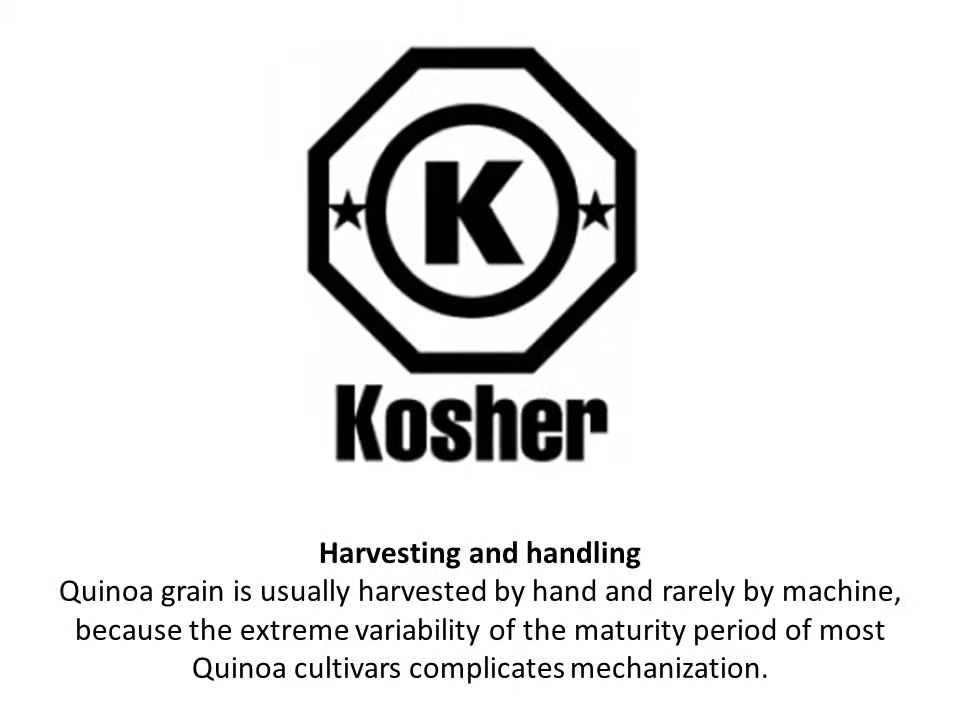 K
Kosher
Harvesting and handling
Quinoa grain is usually harvested by hand and rarely by machine,
because the extreme variability of the maturity period of most
Quinoa cultivars complicates mechanization.